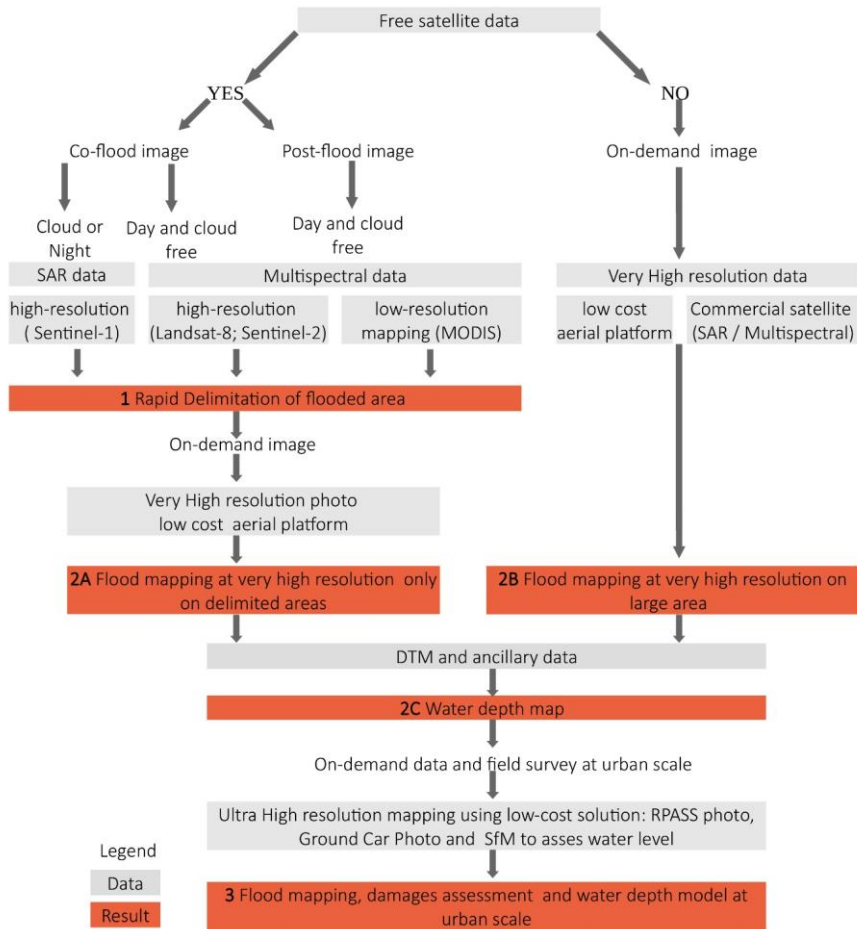 Free satellite data
YES
NO
Co-flood image
Post-flood image
On-demand image
Cloud or
Night
Day and cloud
free
Day and cloud
free
SAR data
Multispectral data
Very High resolution data
high-resolution
( Sentinel-1)
high-resolution
(Landsat-8; Sentinel-2)
low-resolution
mapping (MODIS)
low cost
aerial platform
Commercial satellite
(SAR / Multispectral)
1 Rapid Delimitation of flooded area
On-demand image
Very High resolution photo
low cost aerial platform
2A Flood mapping at very high resolution only
on delimited areas
2B Flood mapping at very high resolution on
large area
DTM and ancillary data
2C Water depth map
On-demand data and field survey at urban scale
Ultra High resolution mapping using low-cost solution: RPASS photo,
Ground Car Photo and SfM to asses water level
Legend
Data
Result
3 Flood mapping, damages assessment and water depth model at
urban scale